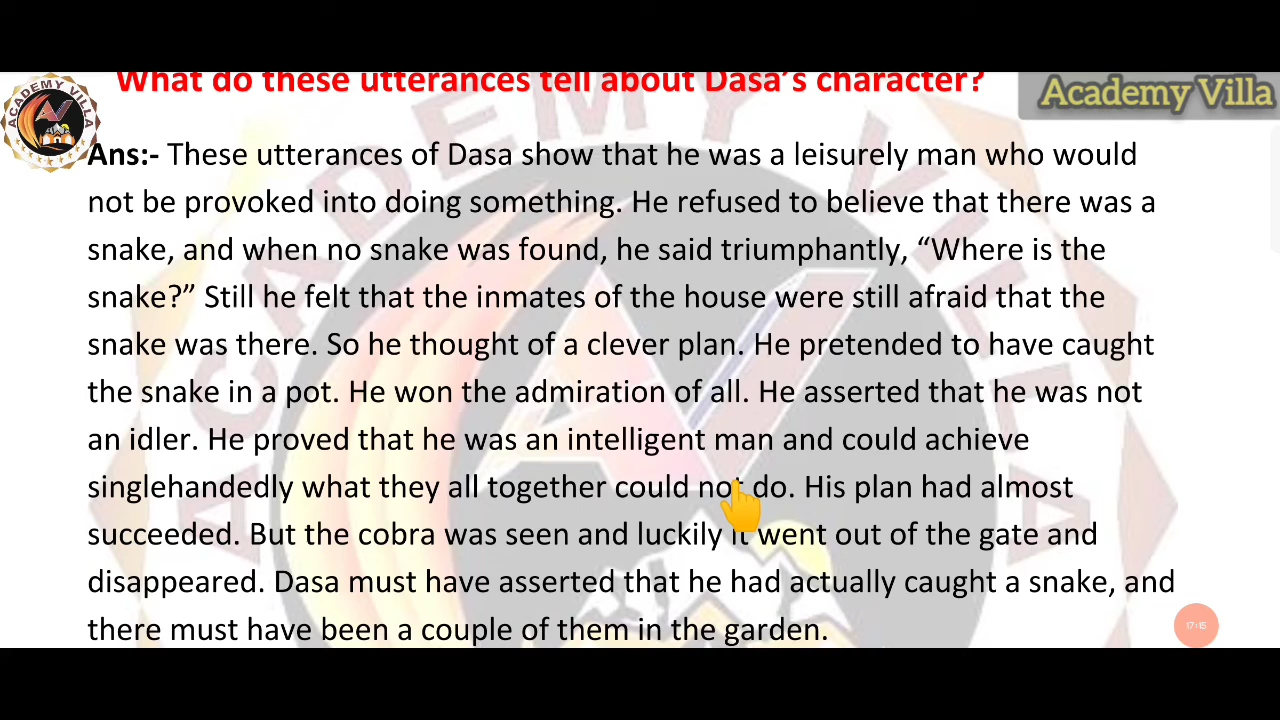 What do these utterances tell about Dasa's character?
Academy Villa
ACADEMY VILLA
Ans:- These utterances of Dasa show that he was a leisurely man who would
not be provoked into doing something. He refused to believe that there was a
snake, and when no snake was found, he said triumphantly, “Where is the
snake?” Still he felt that the inmates of the house were still afraid that the
snake was there. So he thought of a clever plan. He pretended to have caught
the snake in a pot. He won the admiration of all. He asserted that he was not
an idler. He proved that he was an intelligent man and could achieve
singlehandedly what they all together could not do. His plan had almost
succeeded. But the cobra was seen and luckily it went out of the gate and
disappeared. Dasa must have asserted that he had actually caught a snake, and
there must have been a couple of them in the garden.
17:15
ACADEMY VILLA